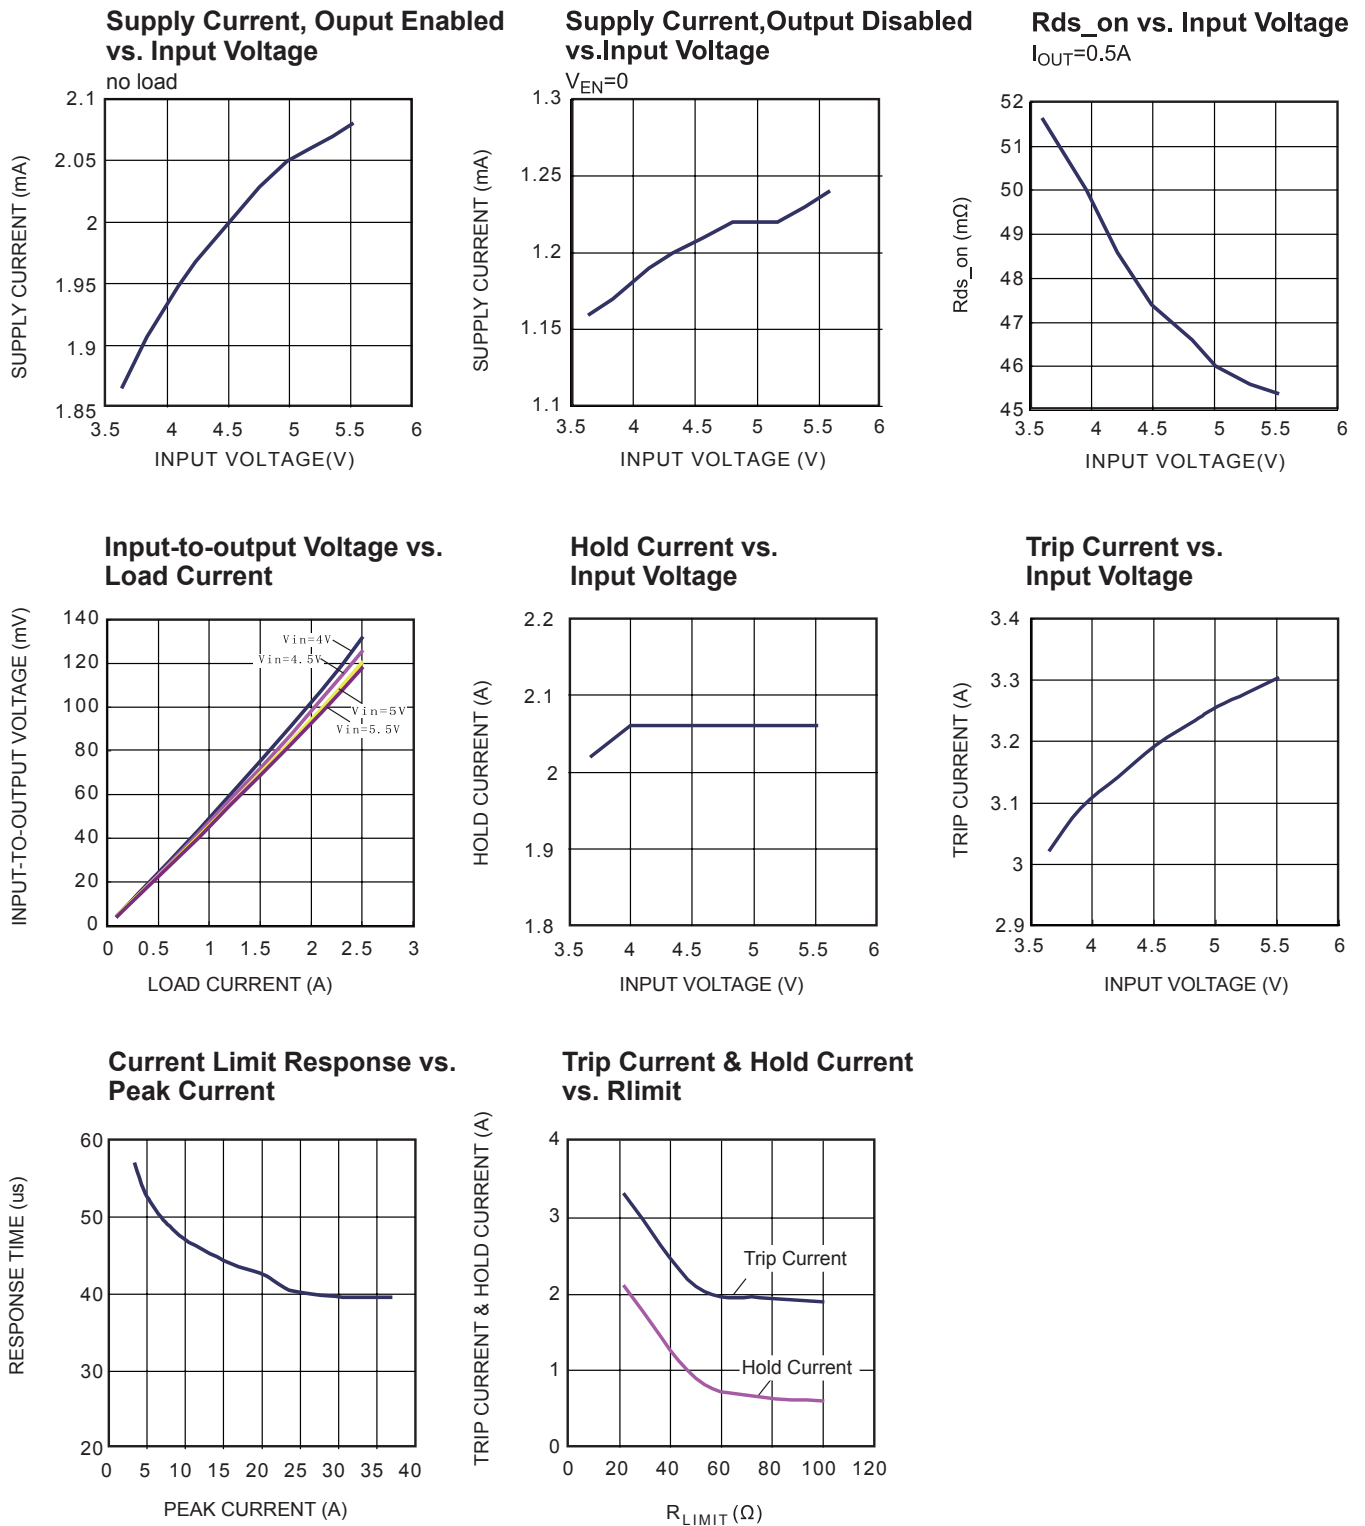 Supply Current, Ouput Enabled
vs. Input Voltage
no load
2.1
2.05
2
1.95
1.9
1.85
SUPPLY CURRENT (mA)
3.5 4 4.5 5 5.5 6
INPUT VOLTAGE(V)
Supply Current,Output Disabled
vs.Input Voltage
VEN=0
1.3
1.25
1.2
1.15
1.1
SUPPLY CURRENT (mA)
3.5 4 4.5 5 5.5 6
INPUT VOLTAGE (V)
Rds_on vs. Input Voltage
IOUT=0.5A
52
51
50
49
48
47
46
45
Rds_on (mΩ)
3.5 4 4.5 5 5.5 6
INPUT VOLTAGE(V)
Input-to-output Voltage vs.
Load Current
140
120
100
80
60
40
20
0
INPUT-TO-OUTPUT VOLTAGE (mV)
Vin=4V
Vin=4.5V
Vin=5V
Vin=5.5V
0 0.5 1 1.5 2 2.5 3
LOAD CURRENT (A)
Hold Current vs.
Input Voltage
2.2
2.1
2
1.9
1.8
HOLD CURRENT (A)
3.5 4 4.5 5 5.5 6
INPUT VOLTAGE (V)
Trip Current vs.
Input Voltage
3.4
3.3
3.2
3.1
3
2.9
TRIP CURRENT (A)
3.5 4 4.5 5 5.5 6
INPUT VOLTAGE (V)
Current Limit Response vs.
Peak Current
60
50
40
30
20
RESPONSE TIME (us)
0 5 10 15 20 25 30 35 40
PEAK CURRENT (A)
Trip Current & Hold Current
vs. Rlimit
4
3
2
1
0
TRIP CURRENT & HOLD CURRENT (A)
Trip Current
Hold Current
0 20 40 60 80 100 120
RLIMIT (Ω)